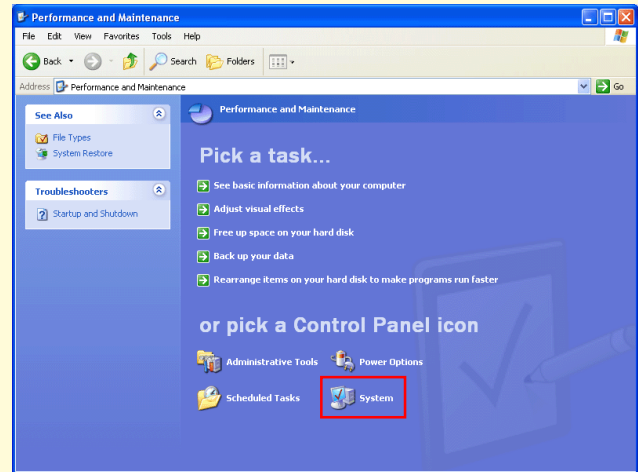 Performance and Maintenance
File Edit View Favorites Tools Help
Back Search Folders
Address Performance and Maintenance Go
See Also
File Types
System Restore
Troubleshooters
Startup and Shutdown
Performance and Maintenance
Pick a task...
See basic information about your computer
Adjust visual effects
Free up space on your hard disk
Back up your data
Rearrange items on your hard disk to make programs run faster
or pick a Control Panel icon
Administrative Tools Power Options
Scheduled Tasks System